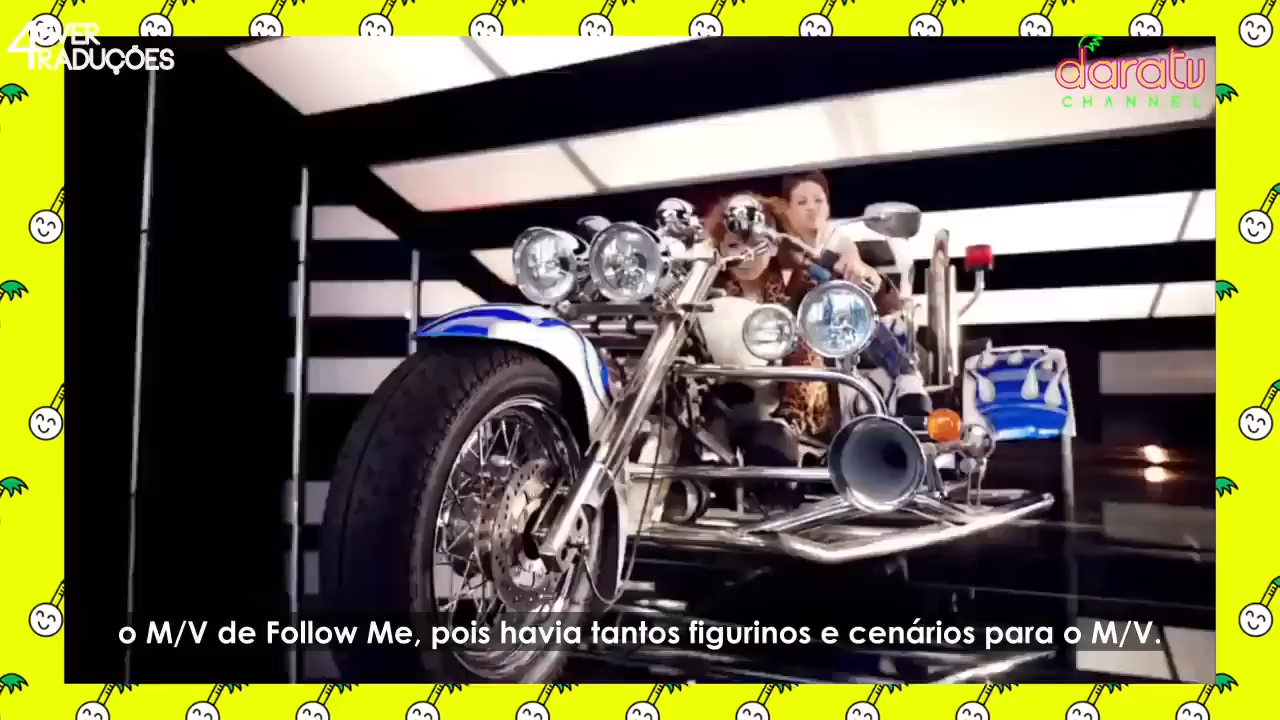 4EVER
TRADUÇÕES
daratv
CHANNEL
o M/V de Follow Me, pois havia tantos figurinos e cenários para o M/V.